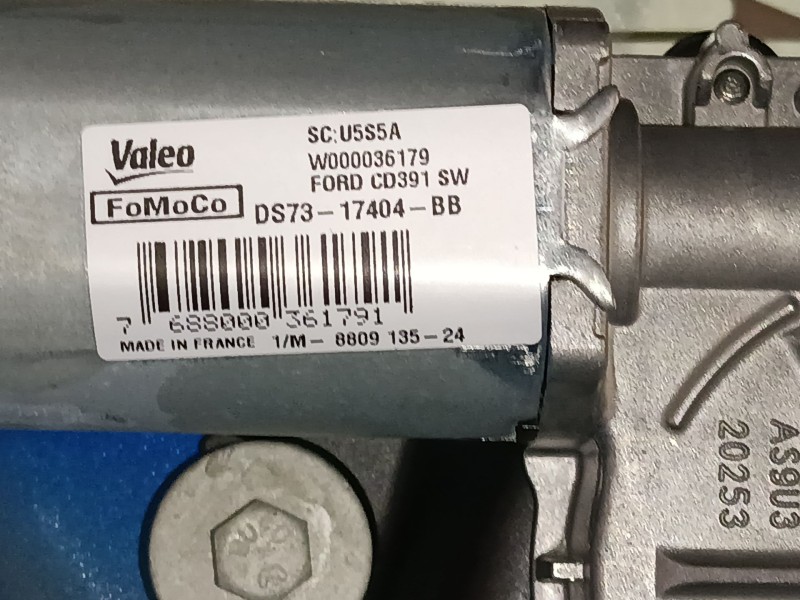 Valeo
SC:U5S5A
W000036179
FORD CD391 SW
FoMoCo
DS73-17404-BB
7 688000 361791
MADE IN FRANCE 1/M- 8809 135-24
AS9U3
20253